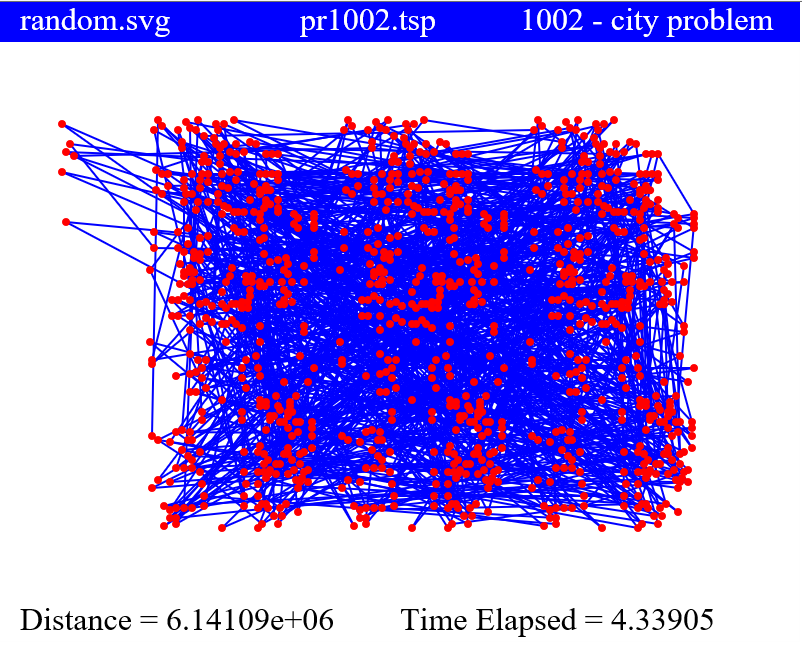 random.svg pr1002.tsp 1002 - city problem
Distance = 6.14109e+06 Time Elapsed = 4.33905